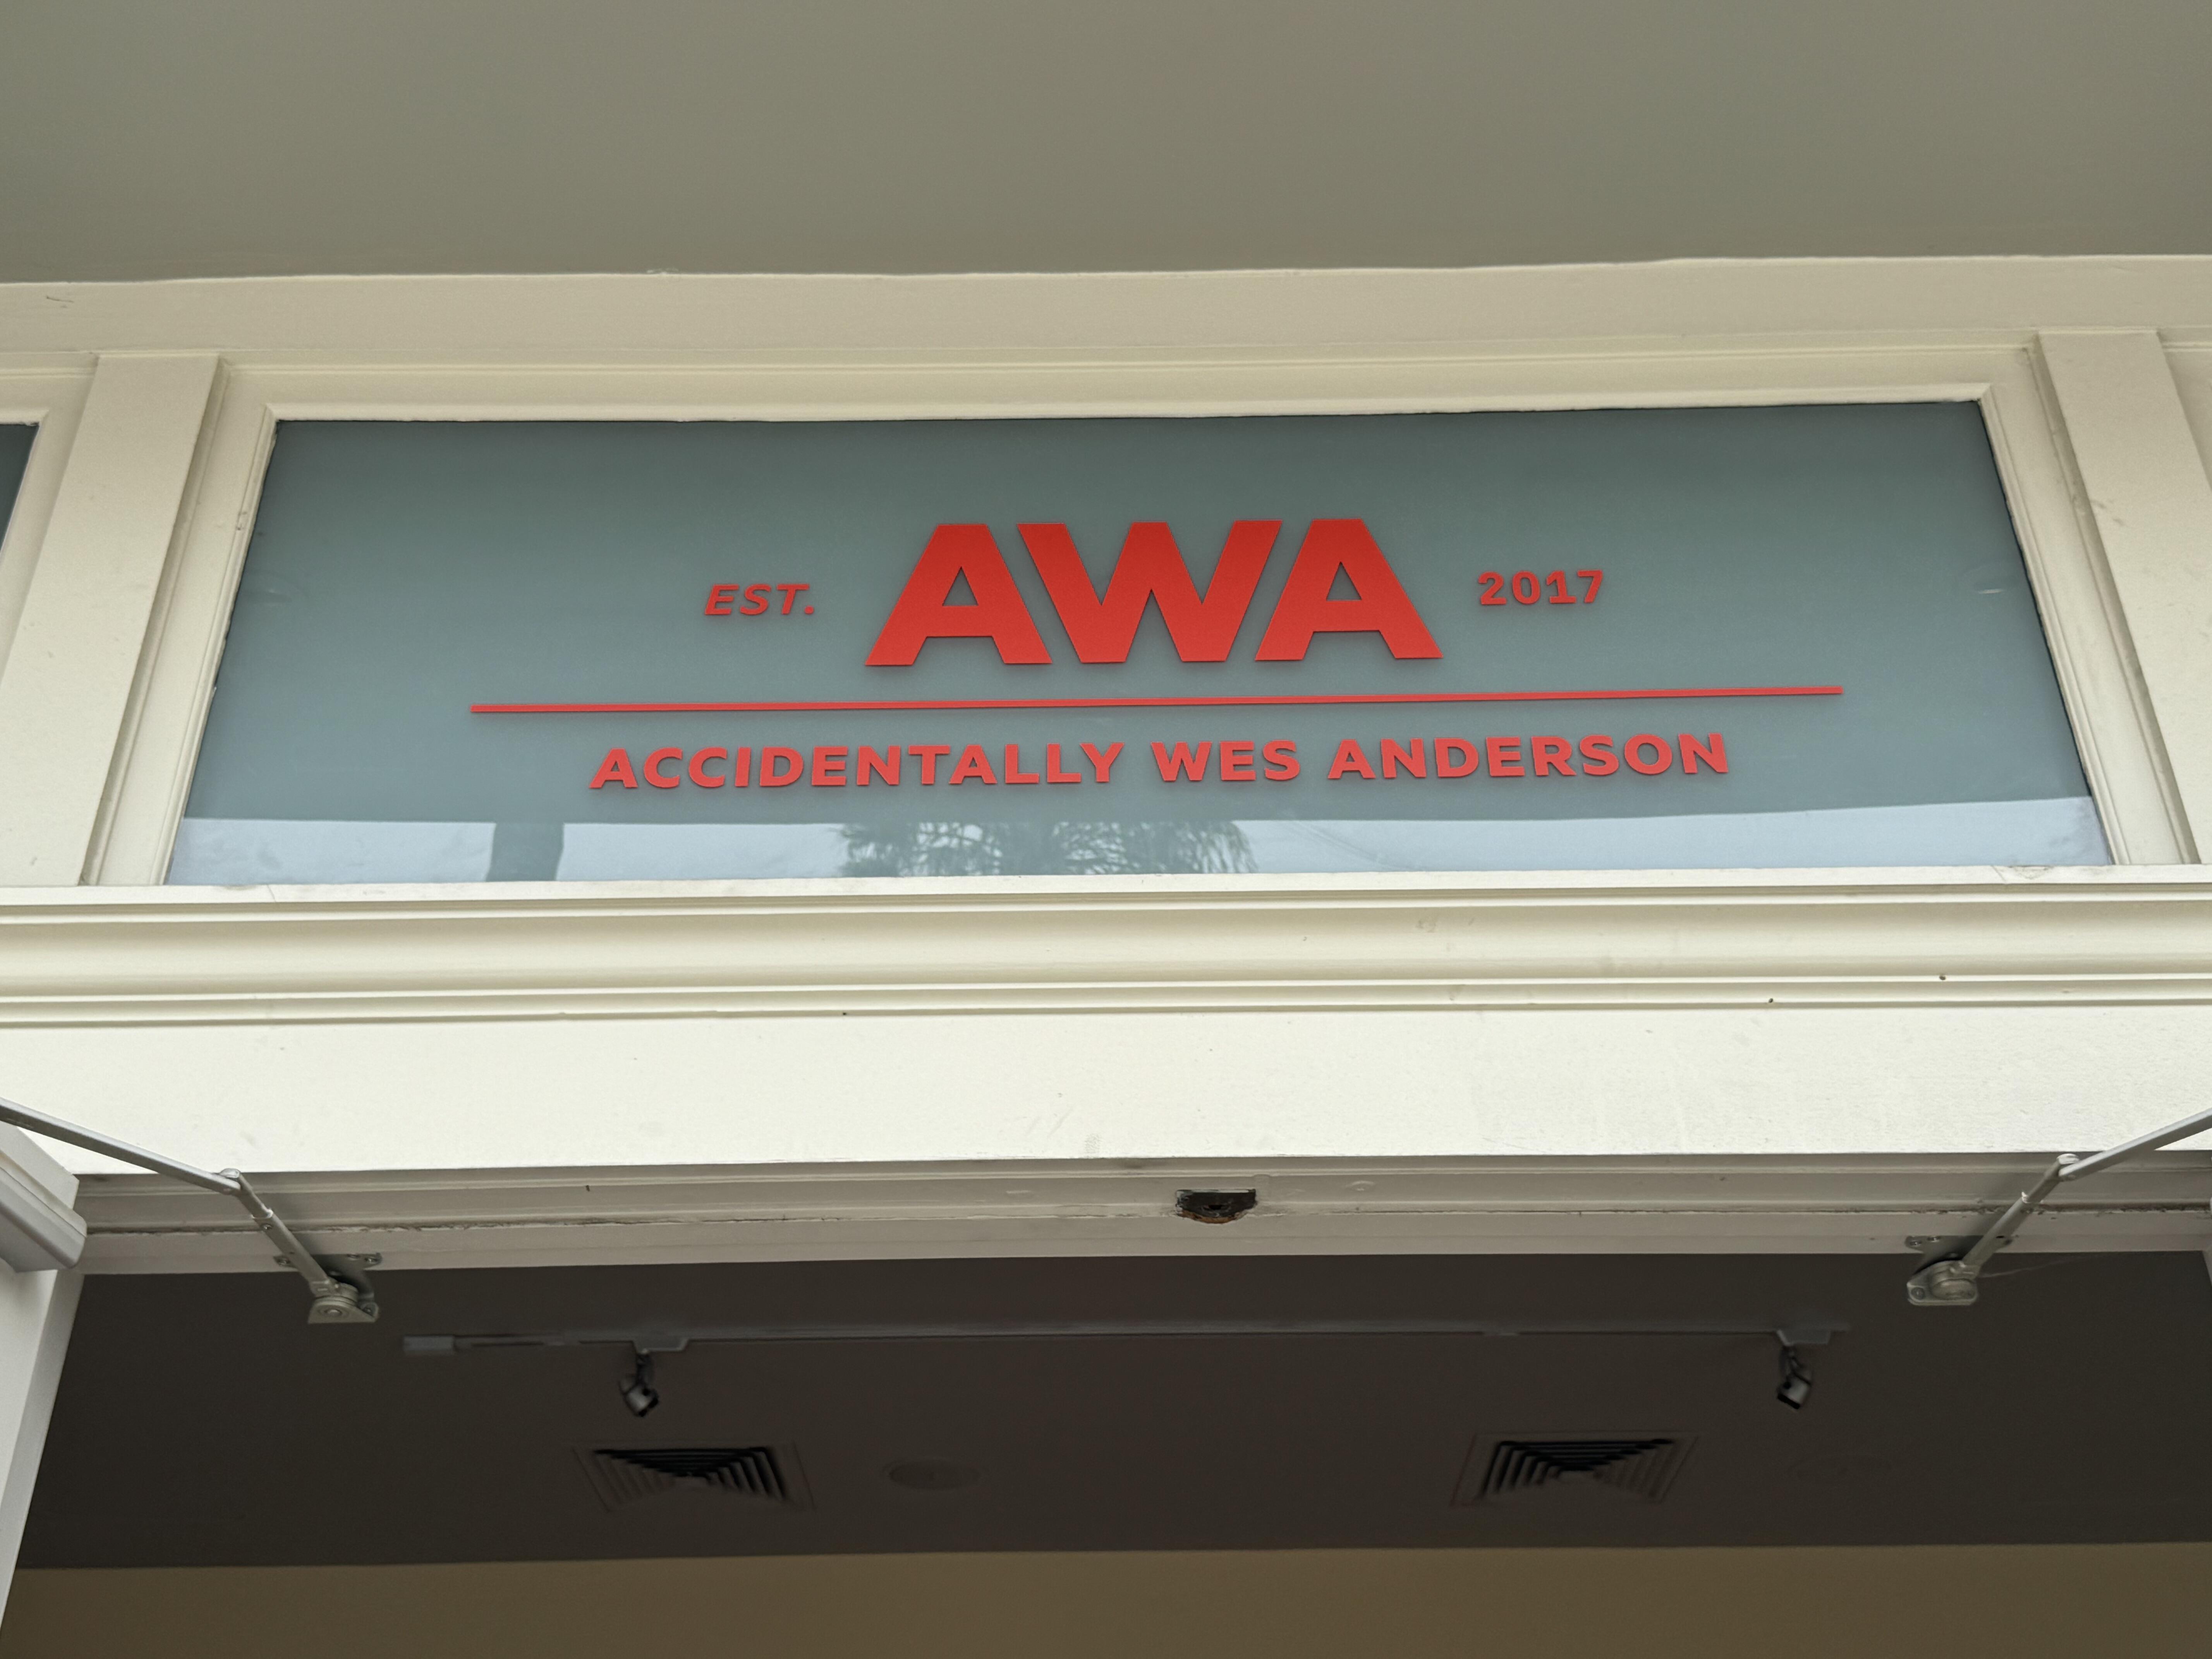 EST. AWA 2017
ACCIDENTALLY WES ANDERSON